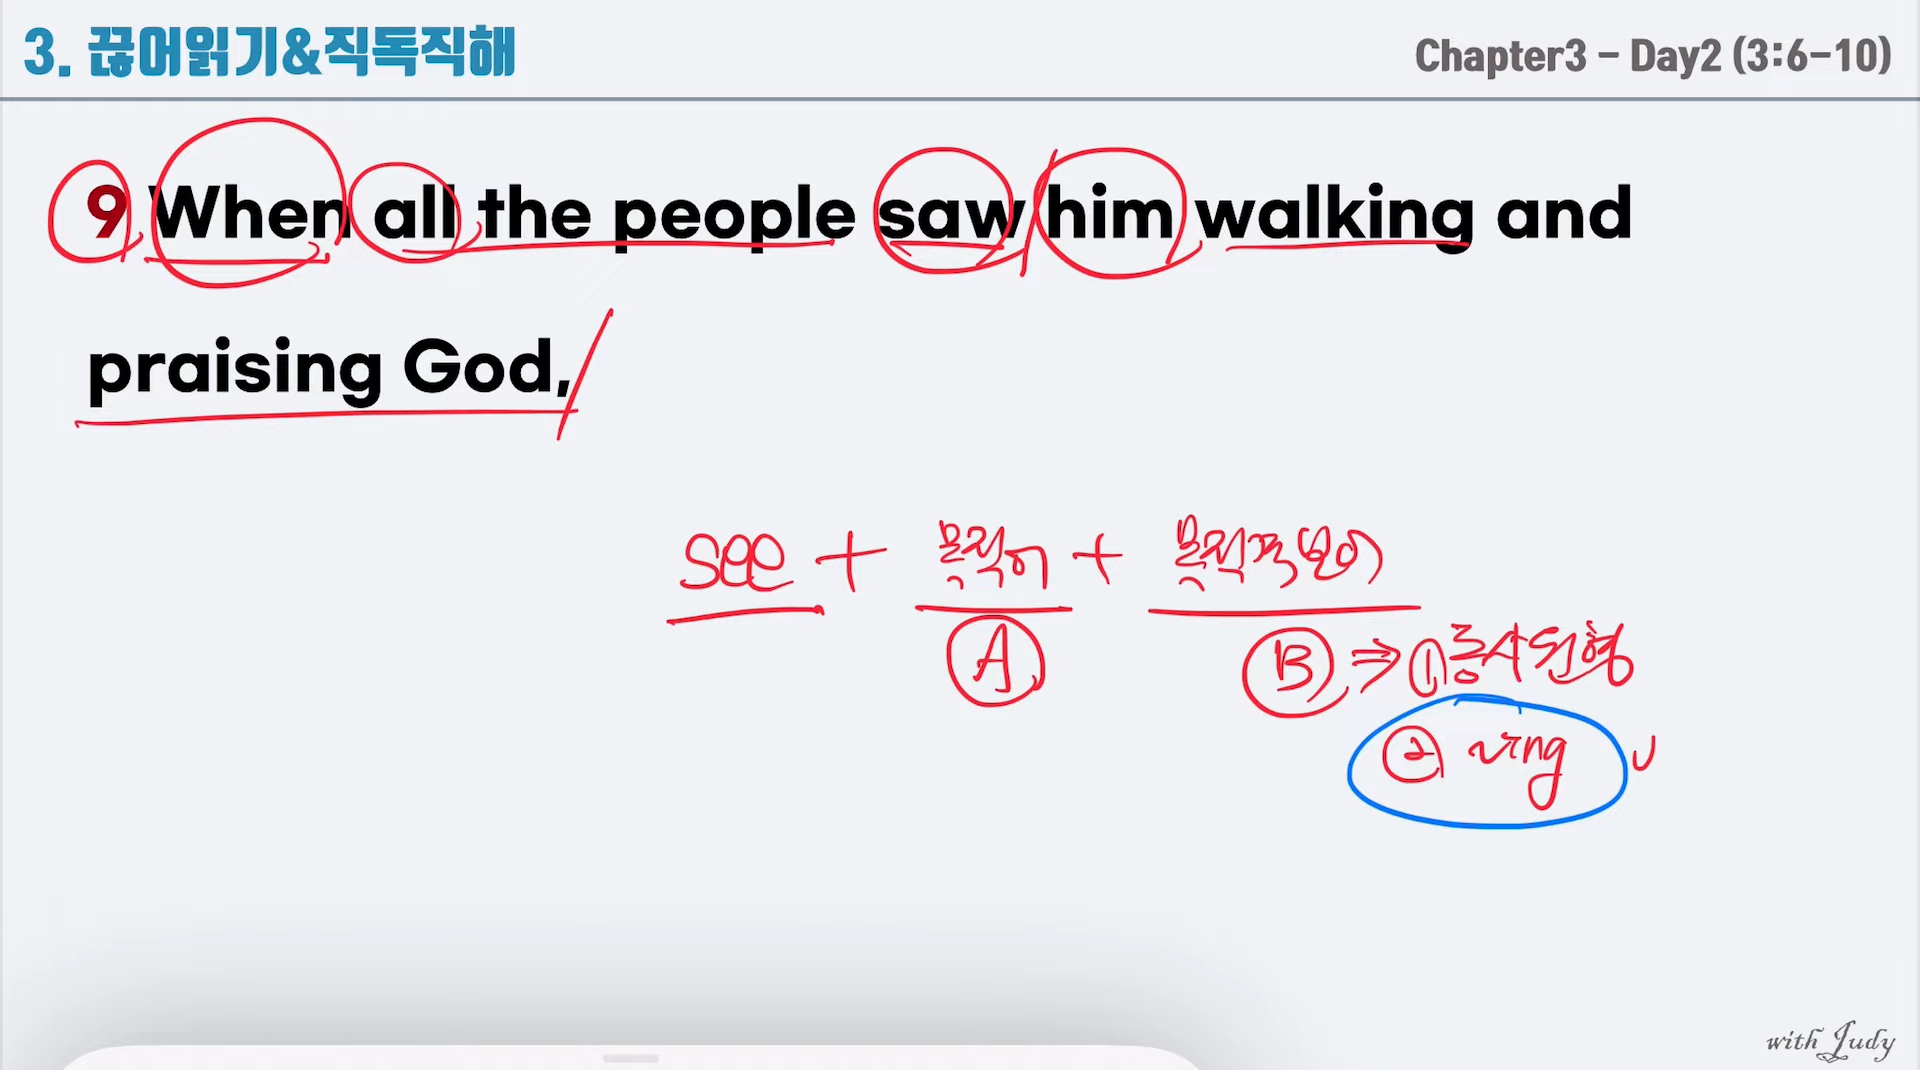 3. 끊어읽기&직독직해
Chapter3 - Day2 (3:6-10)
9 When all the people saw him walking and
praising God,
see + 목적어 + 목적격보어
A B ⇒ ① 동사원형
② ving
with Judy